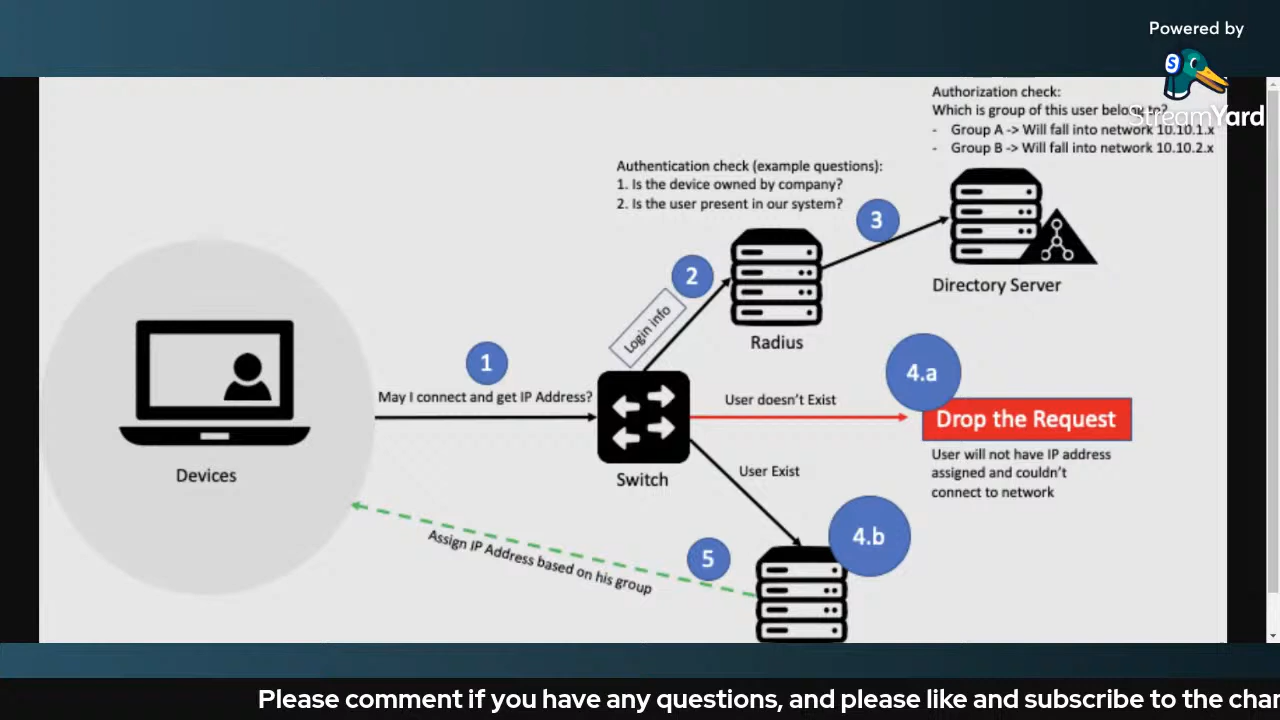 Powered by
S
StreamYard
Authorization check:
Which is group of this user belong to?
- Group A -> Will fall into network 10.10.1.x
- Group B -> Will fall into network 10.10.2.x
Authentication check (example questions):
1. Is the device owned by company?
2. Is the user present in our system?
3
2
Login info
Directory Server
Radius
1
May I connect and get IP Address?
4.a
User doesn't Exist
Drop the Request
User will not have IP address
assigned and couldn't
connect to network
Devices
Switch
User Exist
4.b
5
Assign IP Address based on his group
Please comment if you have any questions, and please like and subscribe to the